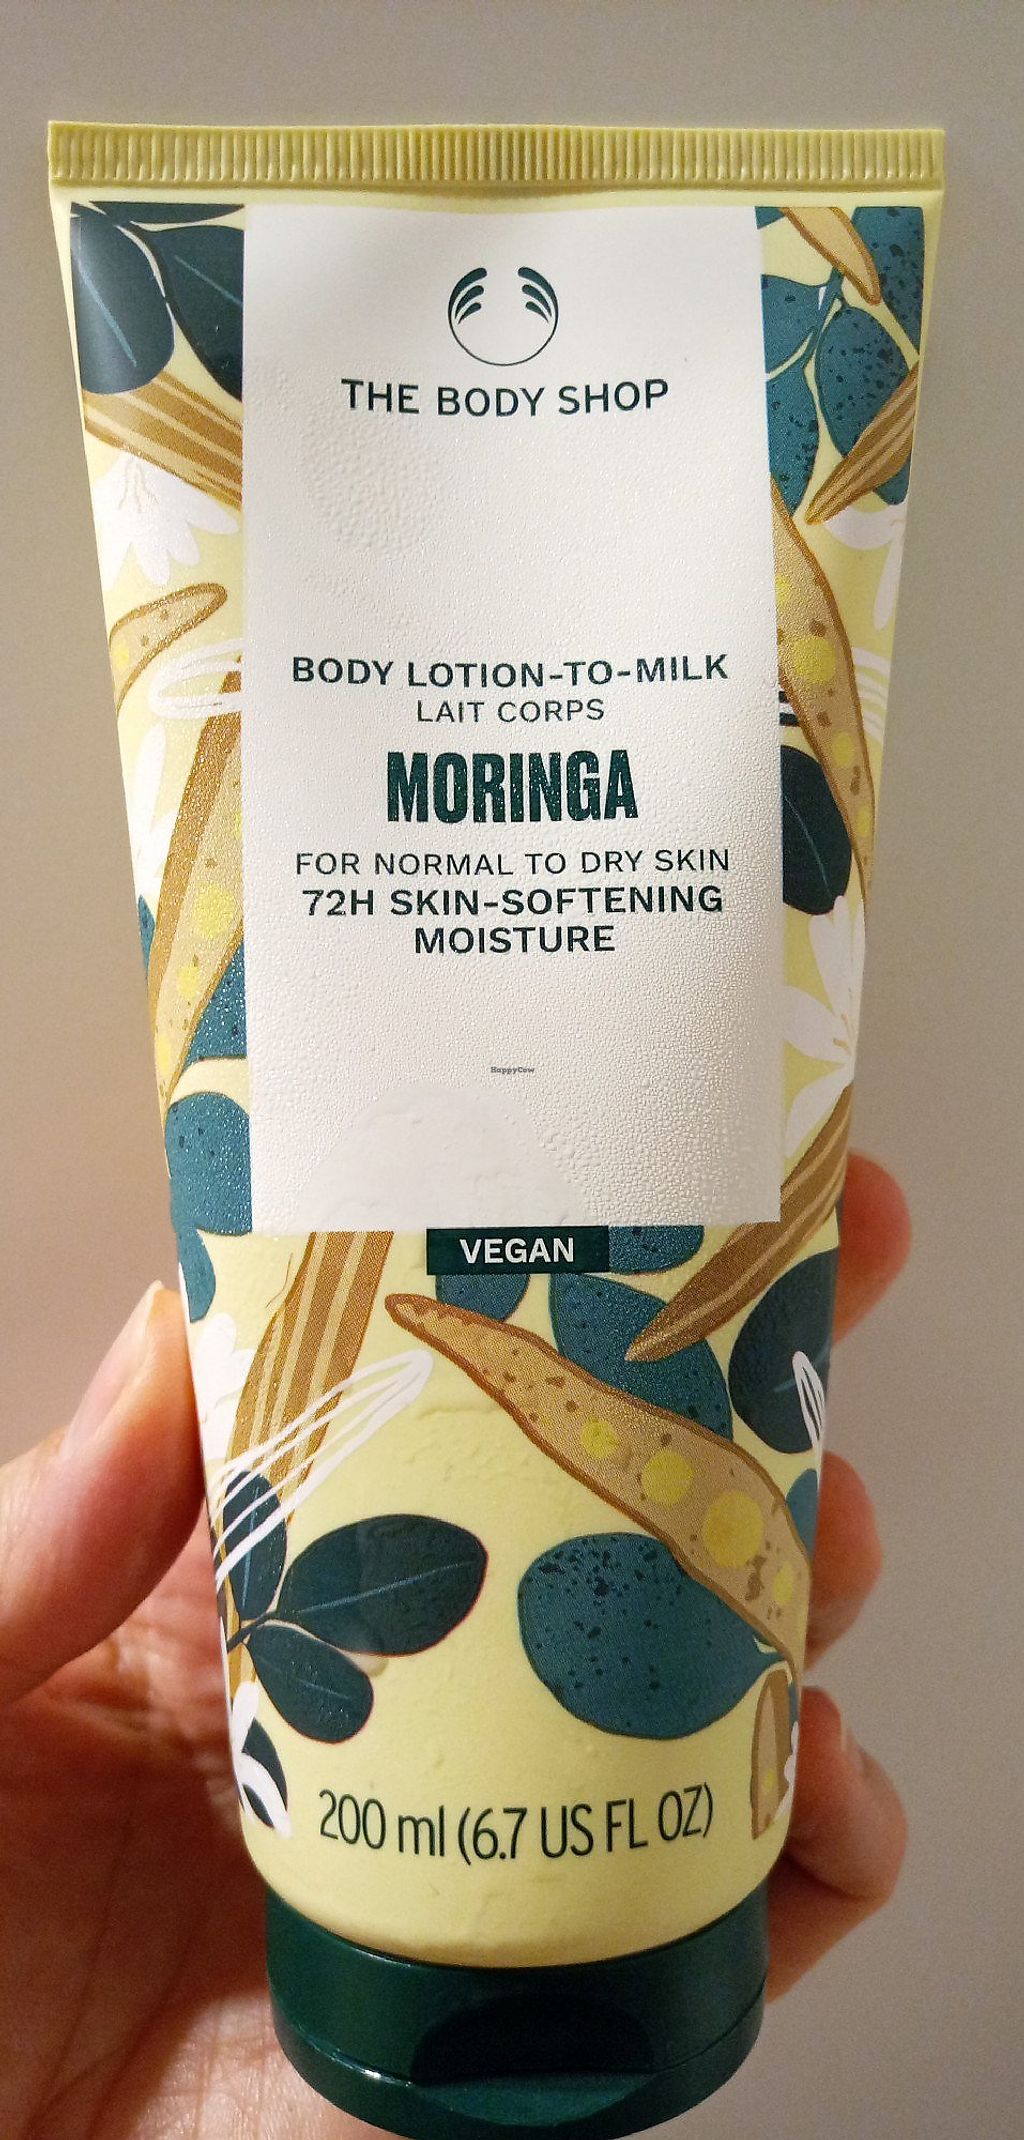 THE BODY SHOP
BODY LOTION-TO-MILK
LAIT CORPS
MORINGA
FOR NORMAL TO DRY SKIN
72H SKIN-SOFTENING
MOISTURE
HappyCow
VEGAN
200 ml (6.7 US FL OZ)